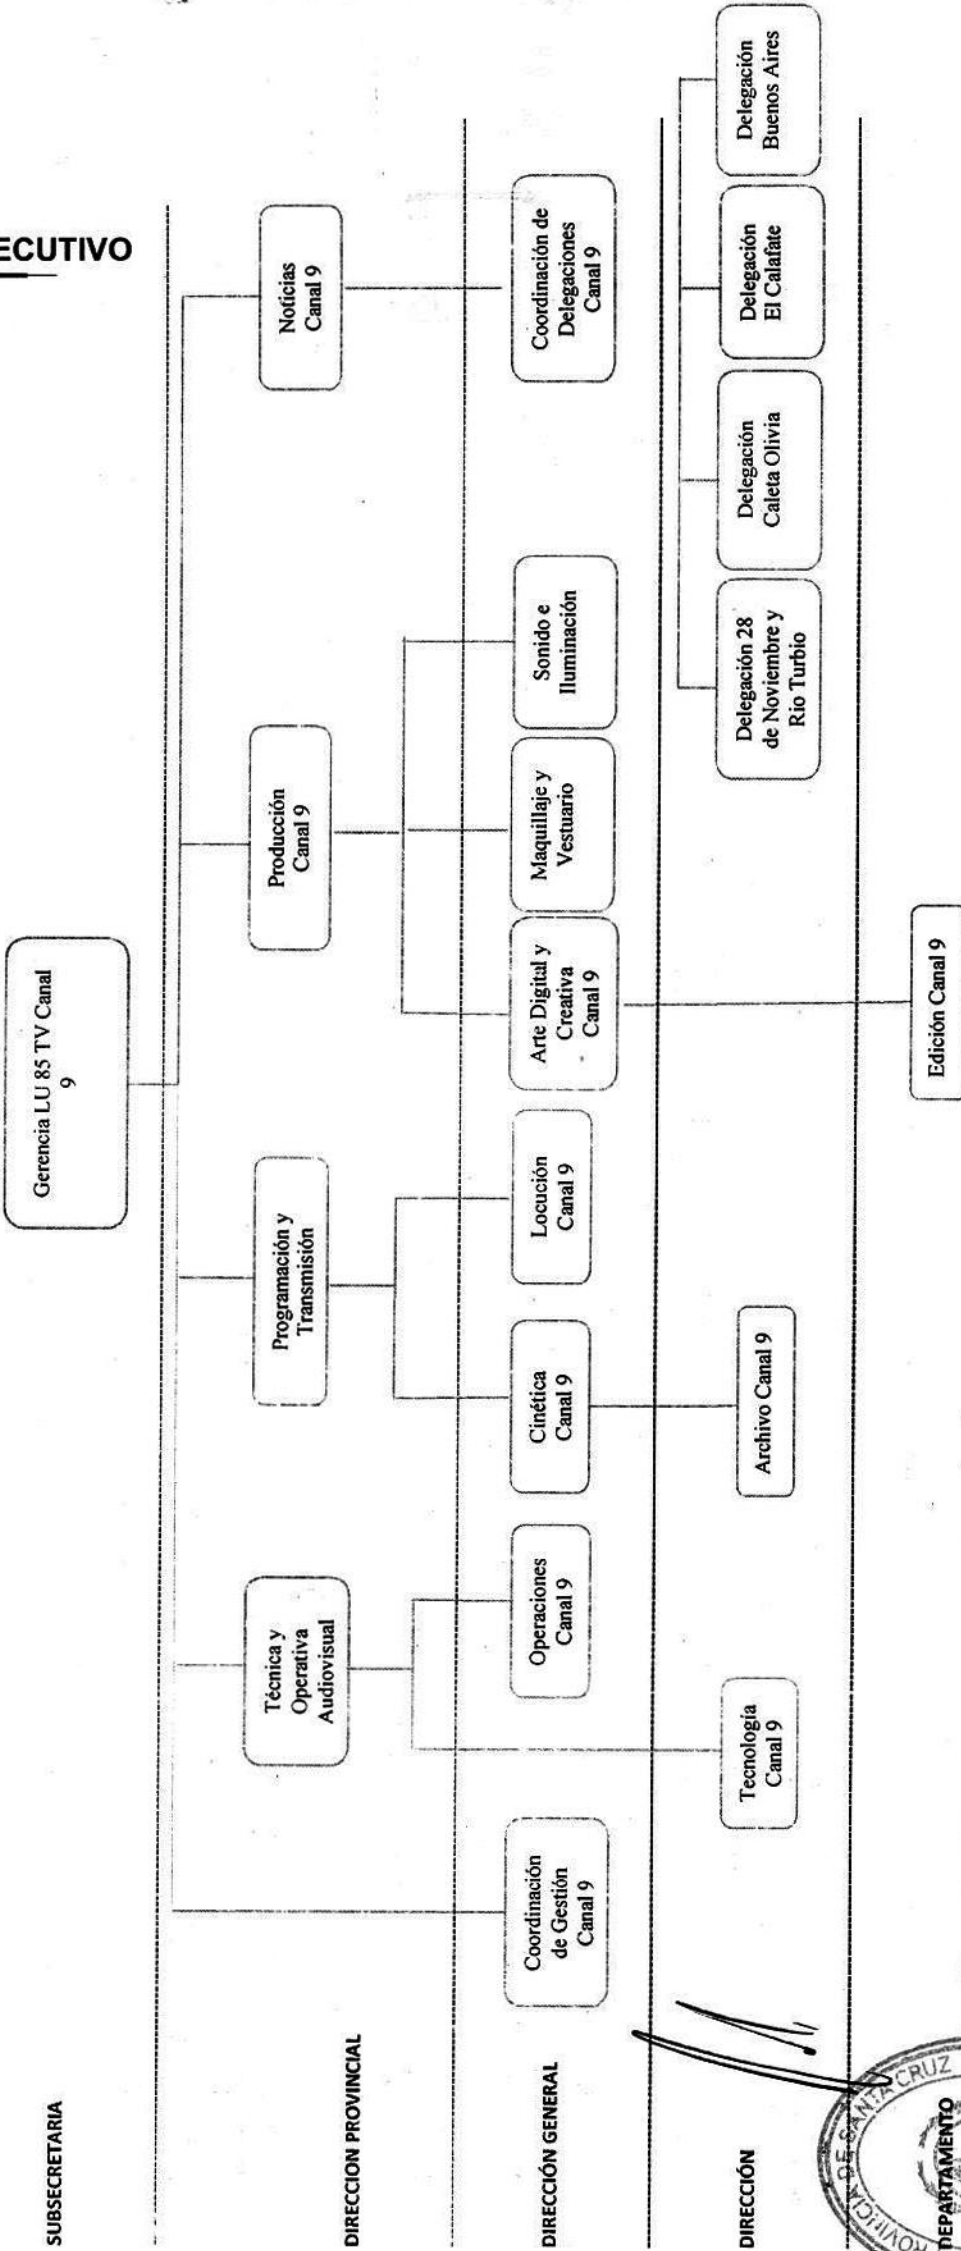 ECUTIVO
SUBSECRETARIA
Gerencia LU 85 TV Canal
9
DIRECCION PROVINCIAL
Técnica y
Operativa
Audiovisual
Programación y
Transmisión
Producción
Canal 9
Noticias
Canal 9
DIRECCIÓN GENERAL
Coordinación
de Gestión
Canal 9
Operaciones
Canal 9
Cinética
Canal 9
Locución
Canal 9
Arte Digital y
Creativa
Canal 9
Maquillaje y
Vestuario
Sonido e
Iluminación
Coordinación de
Delegaciones
Canal 9
DIRECCIÓN
Tecnología
Canal 9
Archivo Canal 9
Delegación 28
de Noviembre y
Rio Turbio
Delegación
Caleta Olivia
Delegación
El Calafate
Delegación
Buenos Aires
DEPARTAMENTO
Edición Canal 9
ROVINCIA DE SANTA CRUZ